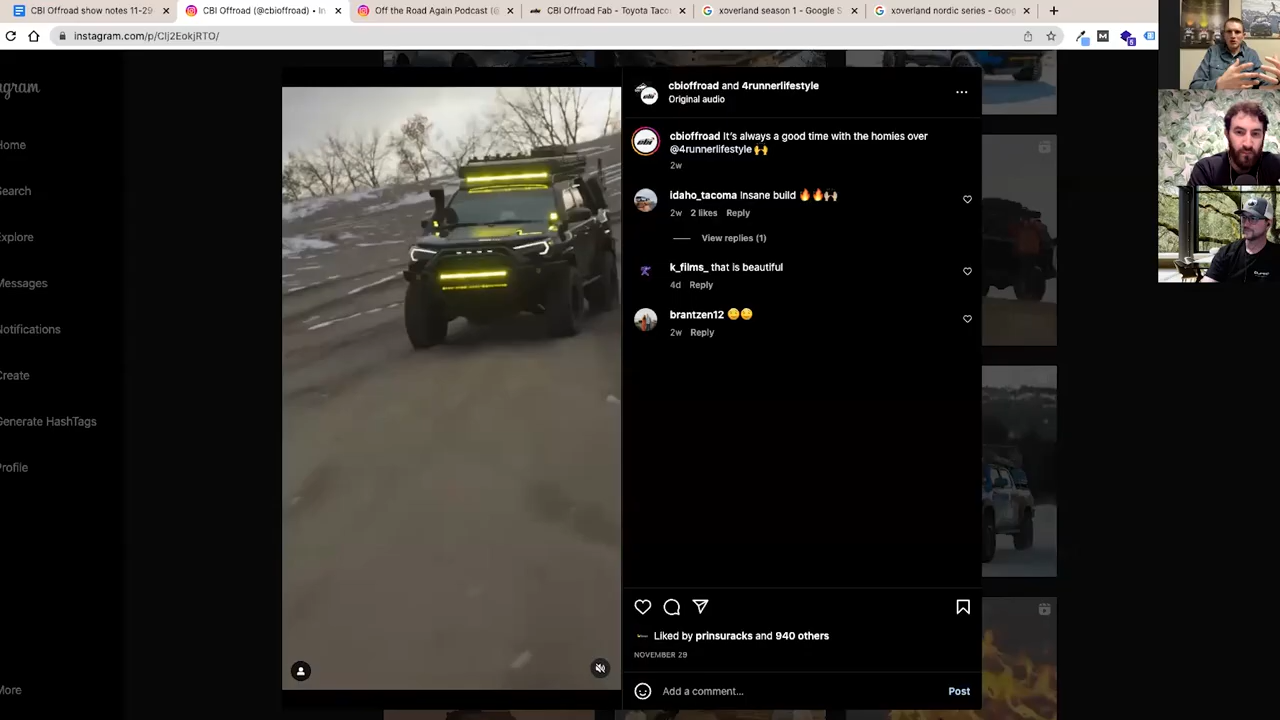 CBI Offroad show notes 11-29
CBI Offroad (@cbioffroad) • In
Off the Road Again Podcast (@
CBI Offroad Fab - Toyota Taco
xoverland season 1 - Google S
xoverland nordic series - Goog
instagram.com/p/Clj2EokjRTO/
gram
Home
Search
Explore
Messages
Notifications
Create
Generate HashTags
Profile
More
cbioffroad and 4runnerlifestyle
Original audio
cbioffroad It's always a good time with the homies over
@4runnerlifestyle 🙌
2w
idaho_tacoma Insane build 🔥🔥🙌🏻
2w 2 likes Reply
View replies (1)
k_films_ that is beautiful
4d Reply
brantzen12 😊😊
2w Reply
Liked by prinsuracks and 940 others
NOVEMBER 29
Add a comment...
Post